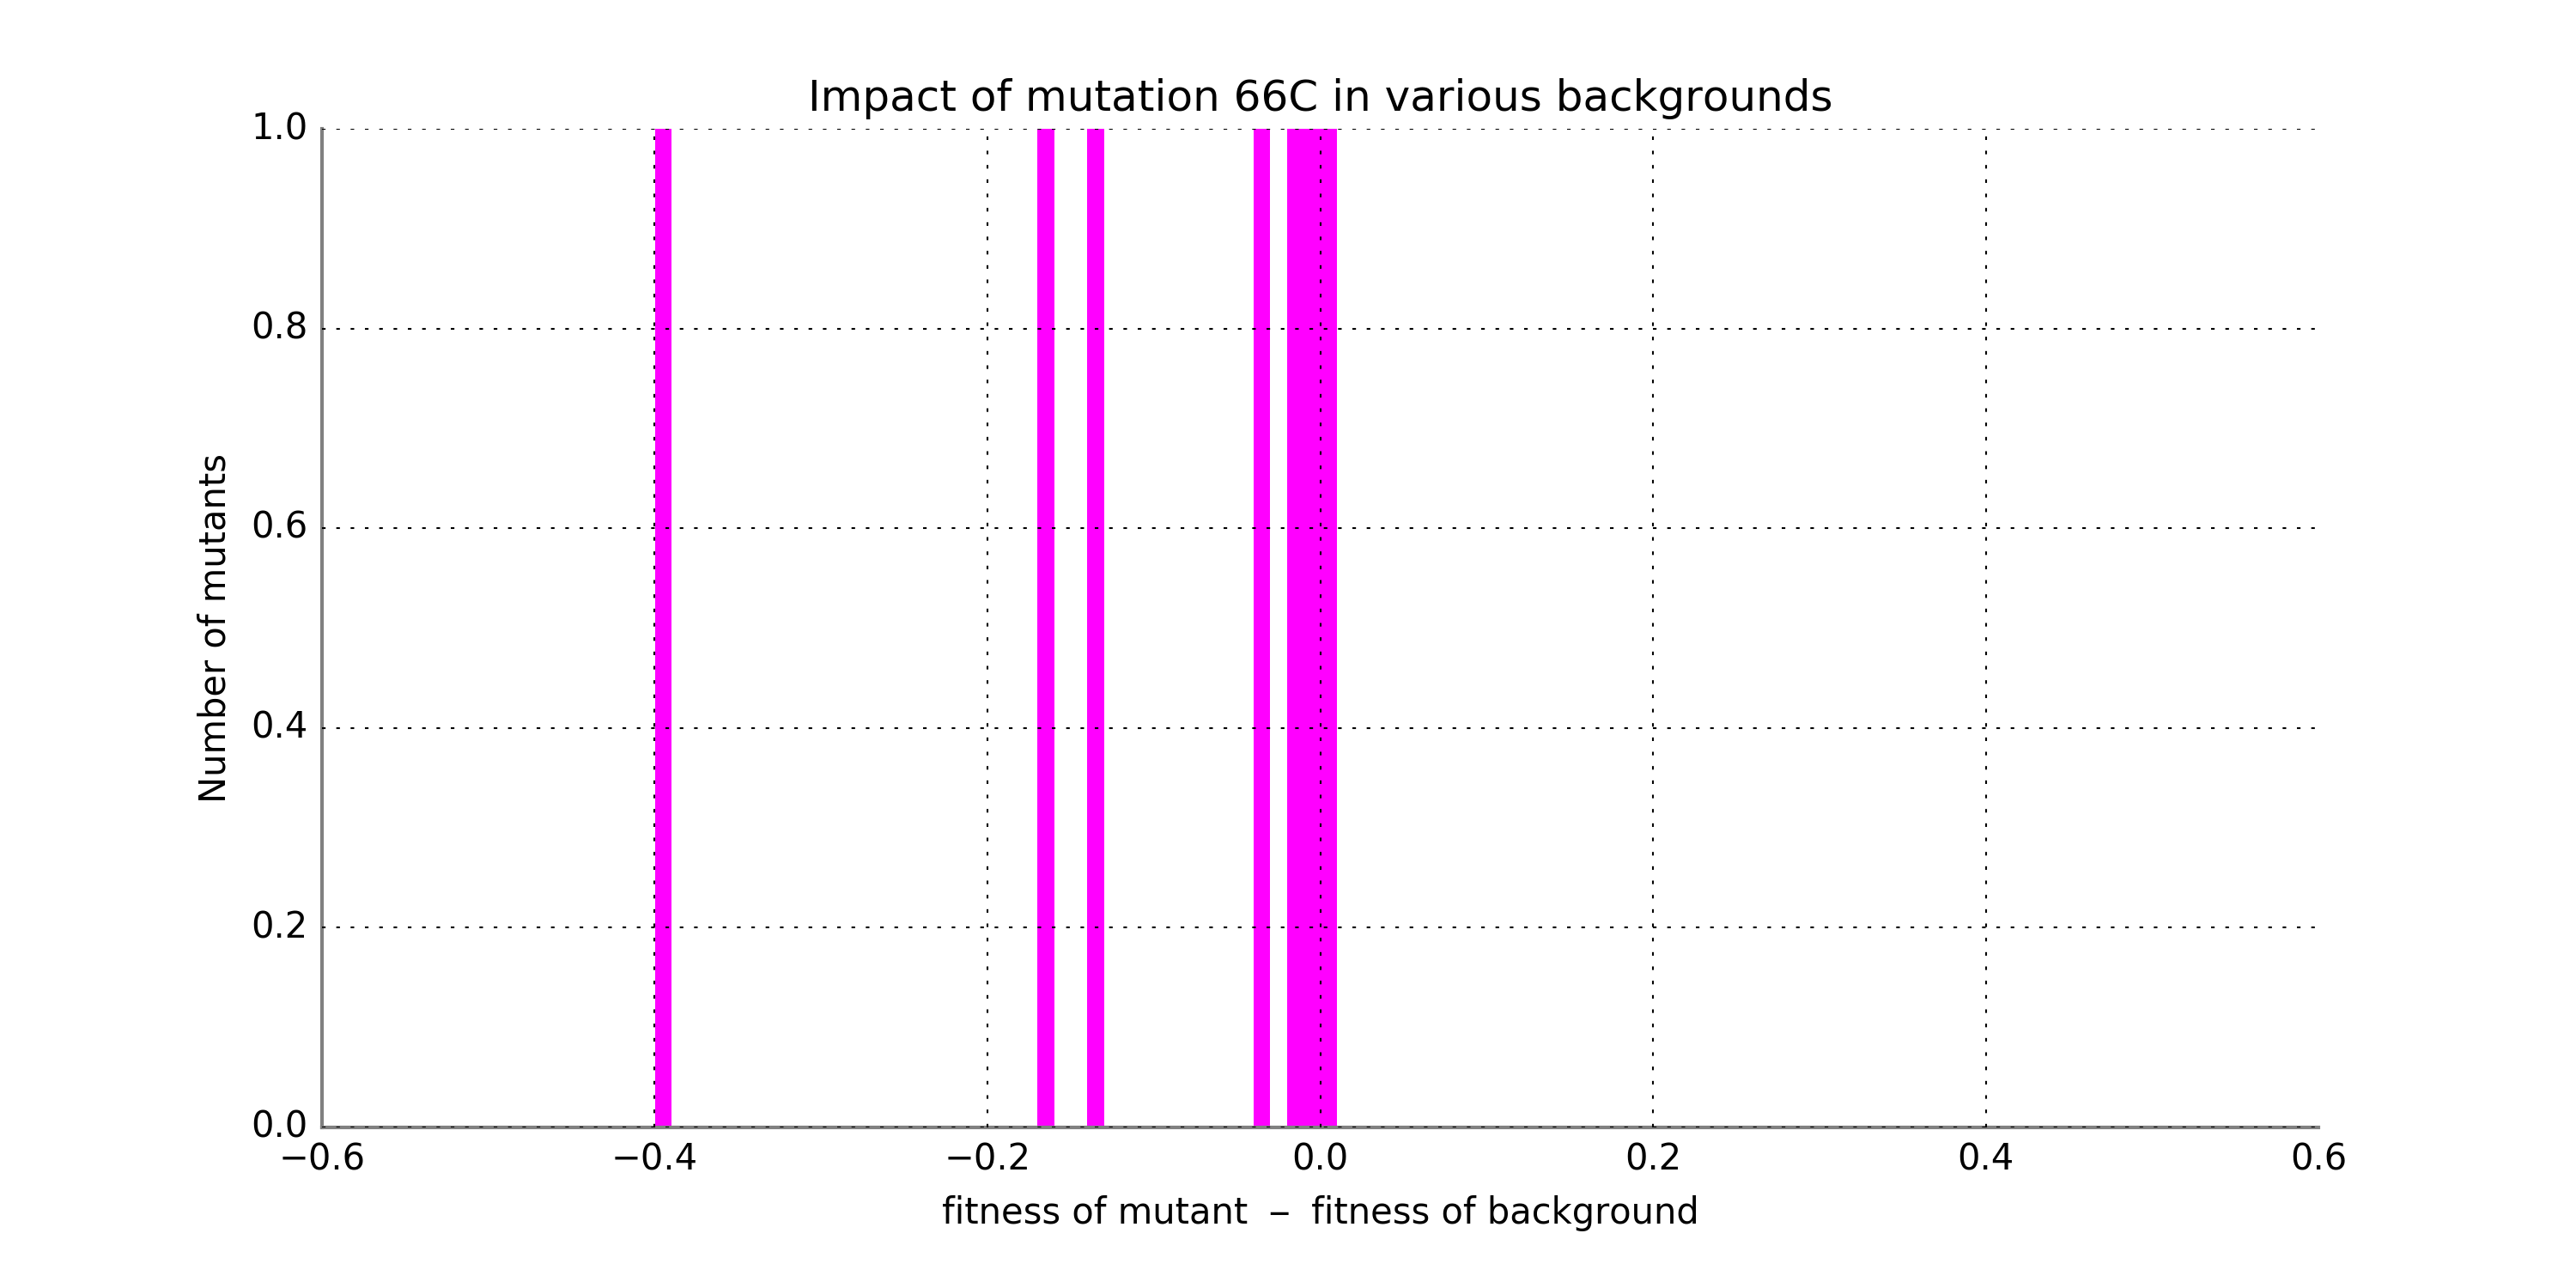 Impact of mutation 66C in various backgrounds
1.0
0.8
0.6
0.4
0.2
0.0
Number of mutants
−0.6 −0.4 −0.2 0.0 0.2 0.4 0.6
fitness of mutant − fitness of background